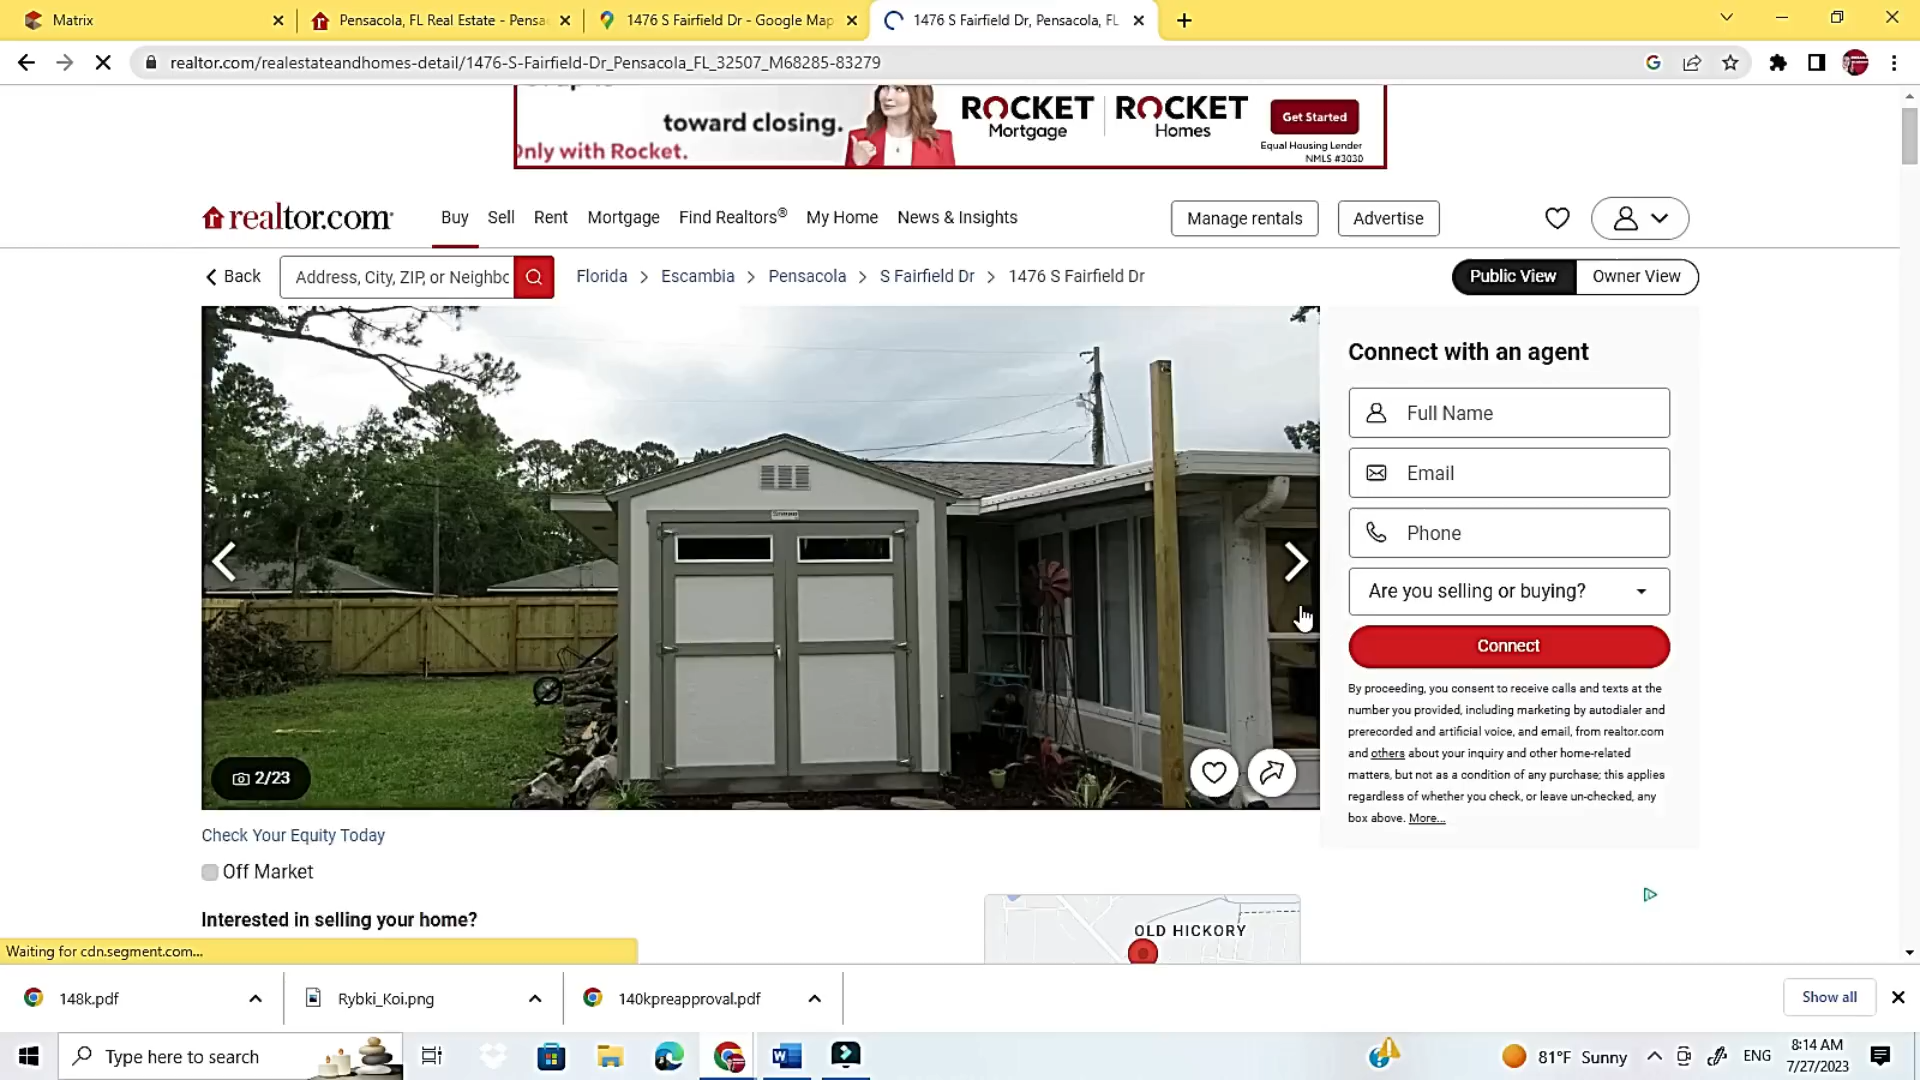 Matrix
Pensacola, FL Real Estate - Pensa
1476 S Fairfield Dr - Google Map
1476 S Fairfield Dr, Pensacola, FL
realtor.com/realestateandhomes-detail/1476-S-Fairfield-Dr_Pensacola_FL_32507_M68285-83279
toward closing.
Only with Rocket.
ROCKET Mortgage
ROCKET Homes
Get Started
Equal Housing Lender
NMLS #3030
realtor.com®
Buy Sell Rent Mortgage Find Realtors® My Home News & Insights
Manage rentals Advertise
Back
Address, City, ZIP, or Neighbo
Florida > Escambia > Pensacola > S Fairfield Dr > 1476 S Fairfield Dr
Public View Owner View
2/23
Connect with an agent
Full Name
Email
Phone
Are you selling or buying?
Connect
By proceeding, you consent to receive calls and texts at the
number you provided, including marketing by autodialer and
prerecorded and artificial voice, and email, from realtor.com
and others about your inquiry and other home-related
matters, but not as a condition of any purchase; this applies
regardless of whether you check, or leave un-checked, any
box above. More...
Check Your Equity Today
Off Market
Interested in selling your home?
OLD HICKORY
Waiting for cdn.segment.com...
148k.pdf
Rybki_Koi.png
140kpreapproval.pdf
Show all
Type here to search
81°F Sunny
ENG
8:14 AM
7/27/2023